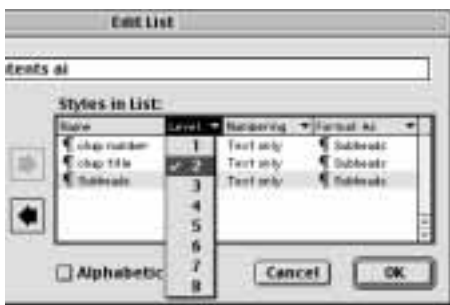 Edit List
ntents ai
Styles in List:
Name Level Numbering Format As
¶ chap number 1 Text only ¶ Subheads
¶ chap title ✓ 2 Text only ¶ Subheads
¶ Subheads 3 Text only ¶ Subheads
4
5
6
Alphabetic 7 Cancel OK
8